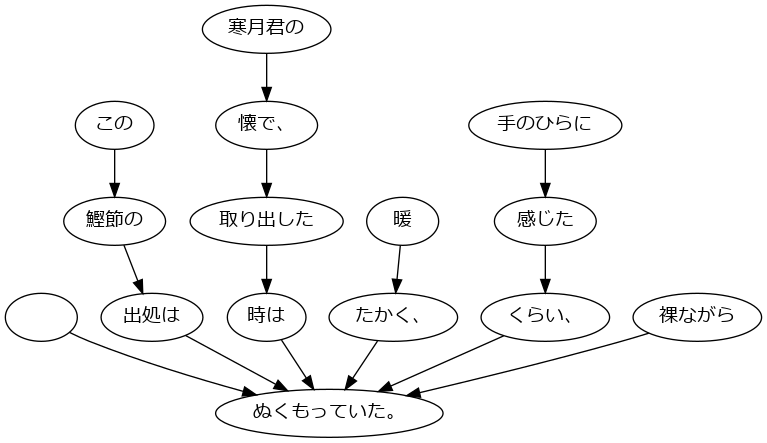 寒月君の
この
懐で、
手のひらに
鰹節の
取り出した
暖
感じた
出処は
時は
たかく、
くらい、
裸ながら
ぬくもっていた。